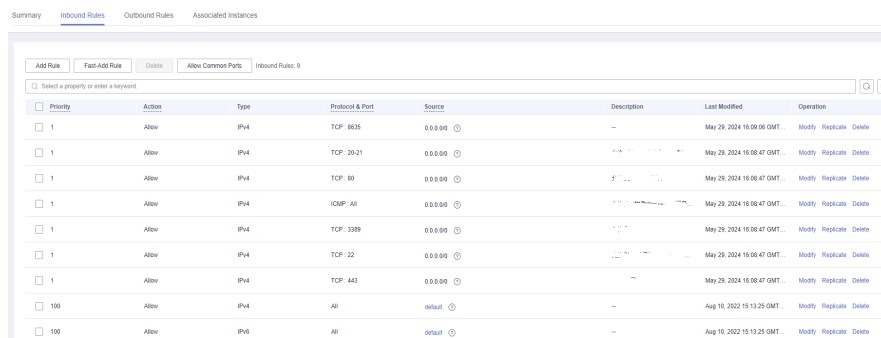 Summary Inbound Rules Outbound Rules Associated Instances
Add Rule Fast-Add Rule Delete Allow Common Ports Inbound Rules: 9
Select a property or enter a keyword.
Priority Action Type Protocol & Port Source Description Last Modified Operation
1 Allow IPv4 TCP : 8635 0.0.0.0/0 -- May 29, 2024 16:09:06 GMT... Modify Replicate Delete
1 Allow IPv4 TCP : 20-21 0.0.0.0/0 May 29, 2024 16:08:47 GMT... Modify Replicate Delete
1 Allow IPv4 TCP : 80 0.0.0.0/0 May 29, 2024 16:08:47 GMT... Modify Replicate Delete
1 Allow IPv4 ICMP : All 0.0.0.0/0 May 29, 2024 16:08:47 GMT... Modify Replicate Delete
1 Allow IPv4 TCP : 3389 0.0.0.0/0 May 29, 2024 16:08:47 GMT... Modify Replicate Delete
1 Allow IPv4 TCP : 22 0.0.0.0/0 May 29, 2024 16:08:47 GMT... Modify Replicate Delete
1 Allow IPv4 TCP : 443 0.0.0.0/0 May 29, 2024 16:08:47 GMT... Modify Replicate Delete
100 Allow IPv4 All default -- Aug 10, 2022 15:13:25 GMT... Modify Replicate Delete
100 Allow IPv6 All default -- Aug 10, 2022 15:13:25 GMT... Modify Replicate Delete